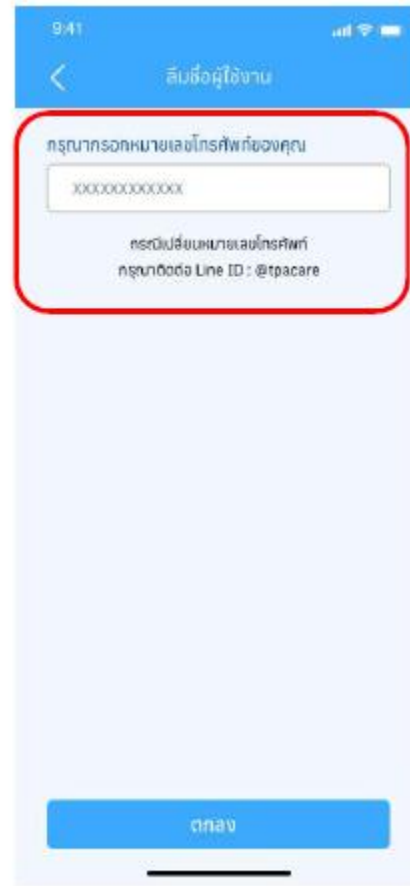 9:41
ลืมชื่อผู้ใช้งาน
กรุณากรอกหมายเลขโทรศัพท์ของคุณ
XXXXXXXXXXXX
กรณีเปลี่ยนหมายเลขโทรศัพท์
กรุณาติดต่อ Line ID : @tpacare
ตกลง